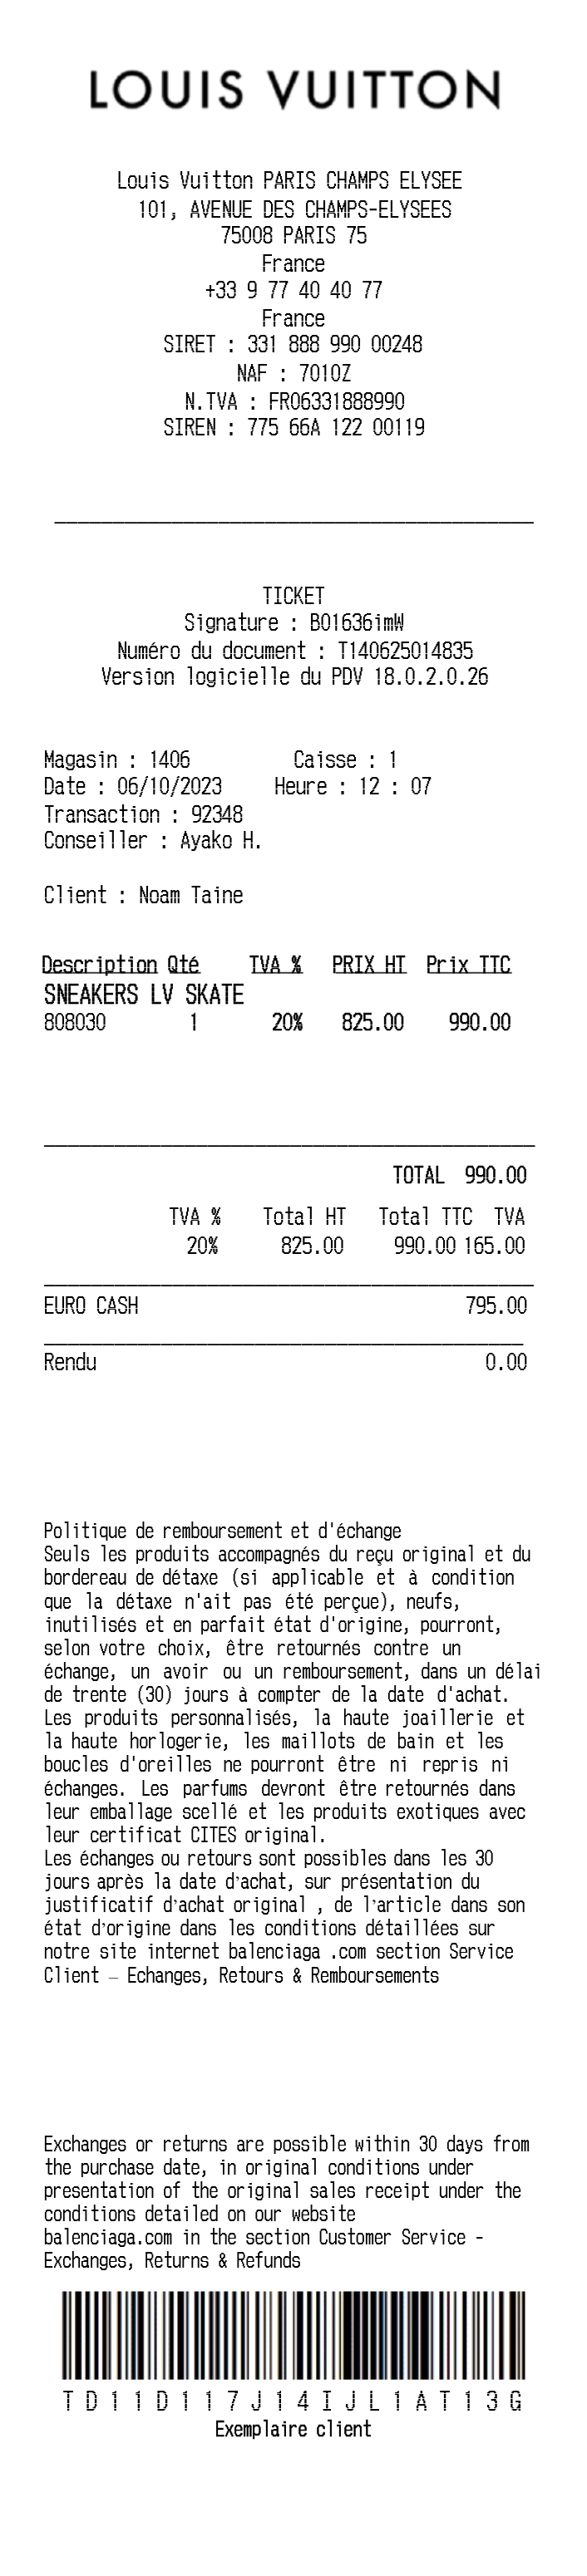 LOUIS VUITTON
Louis Vuitton PARIS CHAMPS ELYSEE
101, AVENUE DES CHAMPS-ELYSEES
75008 PARIS 75
France
+33 9 77 40 40 77
France
SIRET : 331 888 990 00248
NAF : 7010Z
N.TVA : FR06331888990
SIREN : 775 66A 122 00119
TICKET
Signature : B01636imW
Numéro du document : T140625014835
Version logicielle du PDV 18.0.2.0.26
Magasin : 1406 Caisse : 1
Date : 06/10/2023 Heure : 12 : 07
Transaction : 92348
Conseiller : Ayako H.
Client : Noam Taine
Description Qté TVA % PRIX HT Prix TTC
SNEAKERS LV SKATE
808030 1 20% 825.00 990.00
TOTAL 990.00
TVA % Total HT Total TTC TVA
20% 825.00 990.00 165.00
EURO CASH 795.00
Rendu 0.00
Politique de remboursement et d'échange
Seuls les produits accompagnés du reçu original et du
bordereau de détaxe (si applicable et à condition
que la détaxe n'ait pas été perçue), neufs,
inutilisés et en parfait état d'origine, pourront,
selon votre choix, être retournés contre un
échange, un avoir ou un remboursement, dans un délai
de trente (30) jours à compter de la date d'achat.
Les produits personnalisés, la haute joaillerie et
la haute horlogerie, les maillots de bain et les
boucles d'oreilles ne pourront être ni repris ni
échanges. Les parfums devront être retournés dans
leur emballage scellé et les produits exotiques avec
leur certificat CITES original.
Les échanges ou retours sont possibles dans les 30
jours après la date d'achat, sur présentation du
justificatif d'achat original , de l'article dans son
état d'origine dans les conditions détaillées sur
notre site internet balenciaga .com section Service
Client – Echanges, Retours & Remboursements
Exchanges or returns are possible within 30 days from
the purchase date, in original conditions under
presentation of the original sales receipt under the
conditions detailed on our website
balenciaga.com in the section Customer Service -
Exchanges, Returns & Refunds
TD11D117J14IJL1AT13G
Exemplaire client